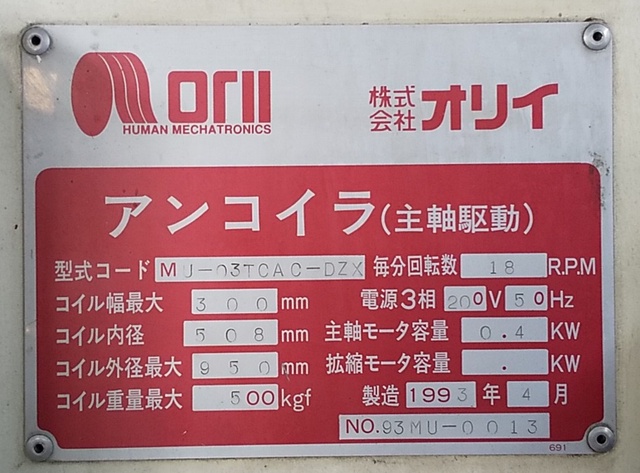 orii 株式会社 オリイ
HUMAN MECHATRONICS
アンコイラ(主軸駆動)
型式コード MU-03TCAC-DZX 毎分回転数 18 R.P.M
コイル幅最大 300 mm 電源3相 200 V 50 Hz
コイル内径 508 mm 主軸モータ容量 0.4 KW
コイル外径最大 950 mm 拡縮モータ容量 . KW
コイル重量最大 500 kgf 製造 1993 年 4 月
NO.93MU-0013
691